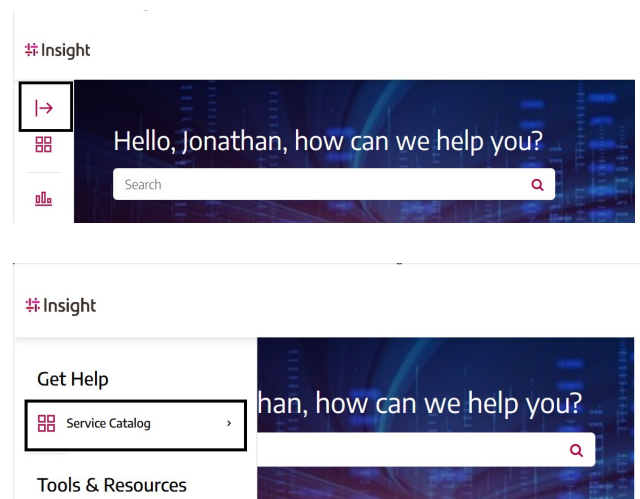 Insight
Hello, Jonathan, how can we help you?
Search
Insight
Get Help
han, how can we help you?
Service Catalog
Tools & Resources